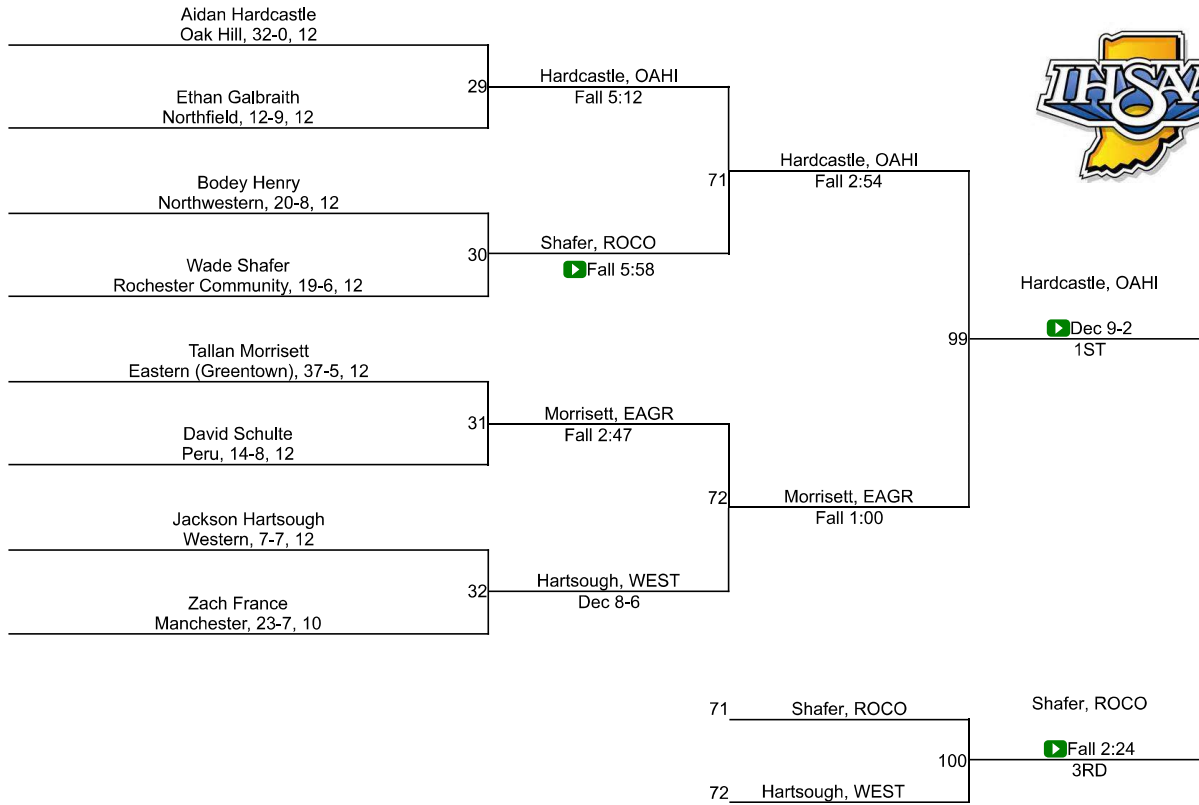 Aidan Hardcastle
Oak Hill, 32-0, 12
29
Ethan Galbraith
Northfield, 12-9, 12
Hardcastle, OAHI
Fall 5:12
71
Bodey Henry
Northwestern, 20-8, 12
30
Wade Shafer
Rochester Community, 19-6, 12
Shafer, ROCO
Fall 5:58
Hardcastle, OAHI
Fall 2:54
99
Tallan Morrisett
Eastern (Greentown), 37-5, 12
31
David Schulte
Peru, 14-8, 12
Morrisett, EAGR
Fall 2:47
72
Jackson Hartsough
Western, 7-7, 12
32
Zach France
Manchester, 23-7, 10
Hartsough, WEST
Dec 8-6
Morrisett, EAGR
Fall 1:00
IHSAA
Hardcastle, OAHI
Dec 9-2
1ST
71 Shafer, ROCO
100
72 Hartsough, WEST
Shafer, ROCO
Fall 2:24
3RD